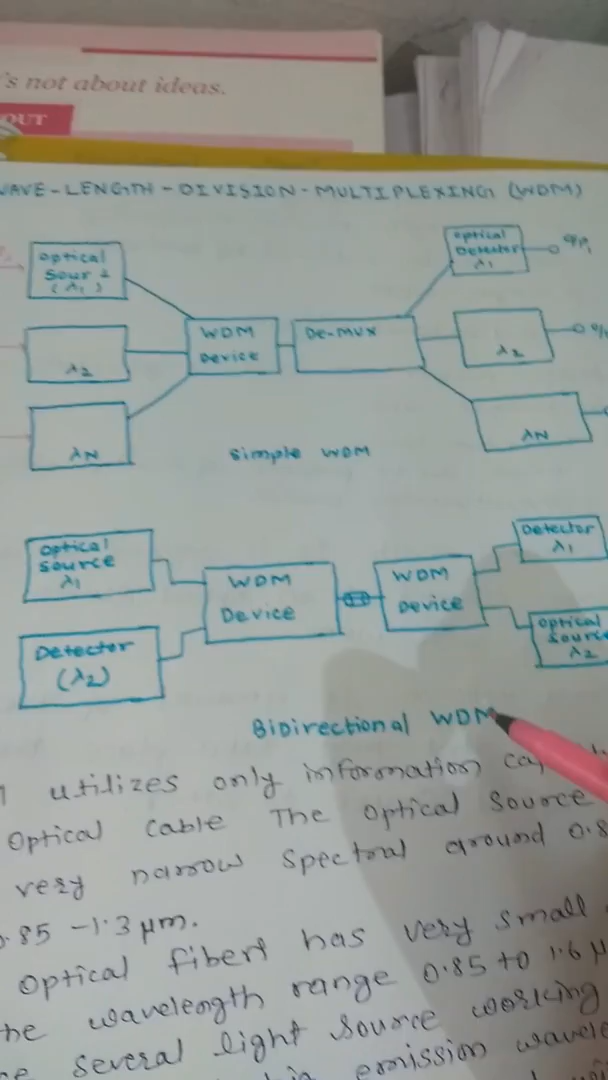 's not about ideas.
OUT
WAVE-LENGTH-DIVISION-MULTIPLEXING (WDM)
Optical
(λ1)
λ2
λN
WDM
Device
De-MUX
Optical
Detector
λ1
O/P1
λ2
λN
Simple WDM
Optical
Source
λ1
Detector
(λ2)
WDM
Device
WDM
Device
Detector
λ1
Optical
Source
λ2
BiDirectional WDM
utilizes only information
Optical Cable The Optical Source
very narrow Spectral around 0.8
0.85 -1.3 μm.
Optical fiber has very small
the wavelength range 0.85 to 1.6
several light Source working
emission